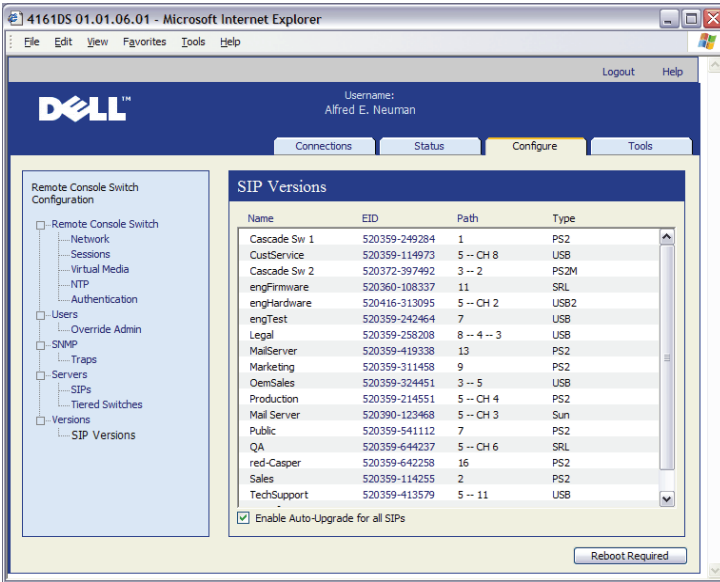 4161DS 01.01.06.01 - Microsoft Internet Explorer
File Edit View Favorites Tools Help
Logout Help
DELL™
Username:
Alfred E. Neuman
Connections Status Configure Tools
Remote Console Switch
Configuration
Remote Console Switch
Network
Sessions
Virtual Media
NTP
Authentication
Users
Override Admin
SNMP
Traps
Servers
SIPs
Tiered Switches
Versions
SIP Versions
SIP Versions
Name EID Path Type
Cascade Sw 1 520359-249284 1 PS2
CustService 520359-114973 5 -- CH 8 USB
Cascade Sw 2 520372-397492 3 -- 2 PS2M
engFirmware 520360-108337 11 SRL
engHardware 520416-313095 5 -- CH 2 USB2
engTest 520359-242464 7 USB
Legal 520359-258208 8 -- 4 -- 3 USB
MailServer 520359-419338 13 PS2
Marketing 520359-311458 9 PS2
OemSales 520359-324451 3 -- 5 USB
Production 520359-214551 5 -- CH 4 PS2
Mail Server 520390-123468 5 -- CH 3 Sun
Public 520359-541112 7 PS2
QA 520359-644237 5 -- CH 6 SRL
red-Casper 520359-642258 16 PS2
Sales 520359-114255 2 PS2
TechSupport 520359-413579 5 -- 11 USB
Enable Auto-Upgrade for all SIPs
Reboot Required